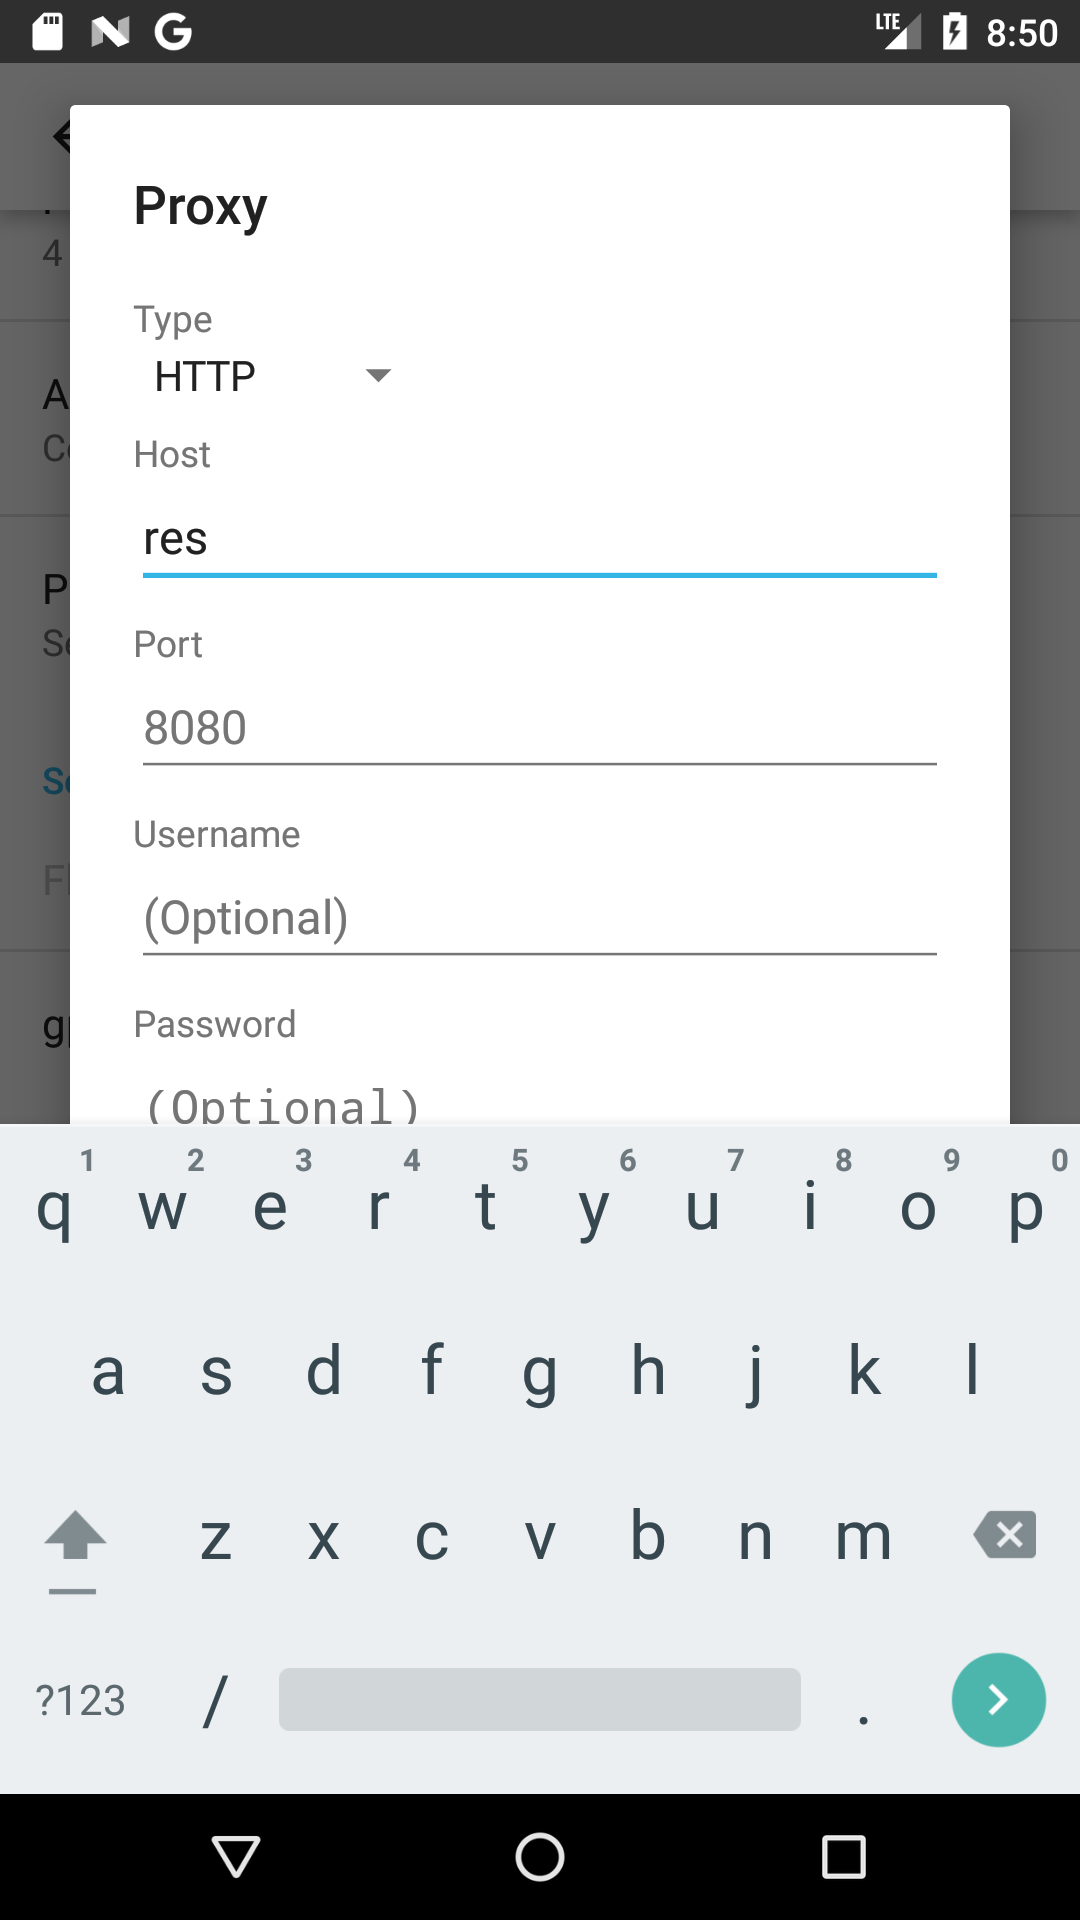 LTE 8:50
Proxy
4
Type
HTTP
A
Host
res
P
Port
8080
Username
(Optional)
Password
(Optional)
1 2 3 4 5 6 7 8 9 0
q w e r t y u i o p
a s d f g h j k l
z x c v b n m
?123 / .